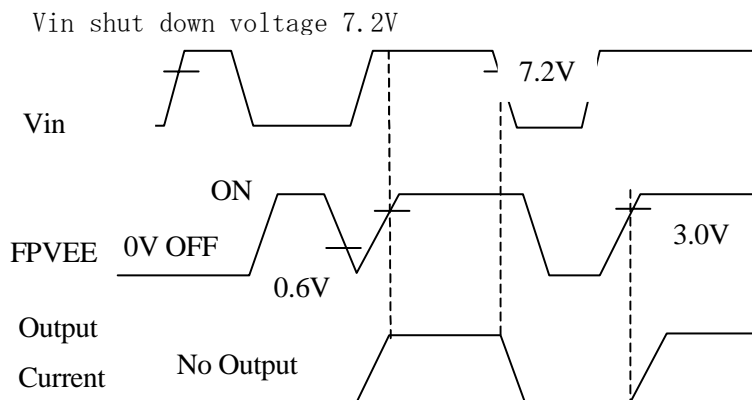 Vin shut down voltage 7.2V
7.2V
Vin
ON
FPVEE
0V OFF
0.6V
3.0V
Output
Current
No Output